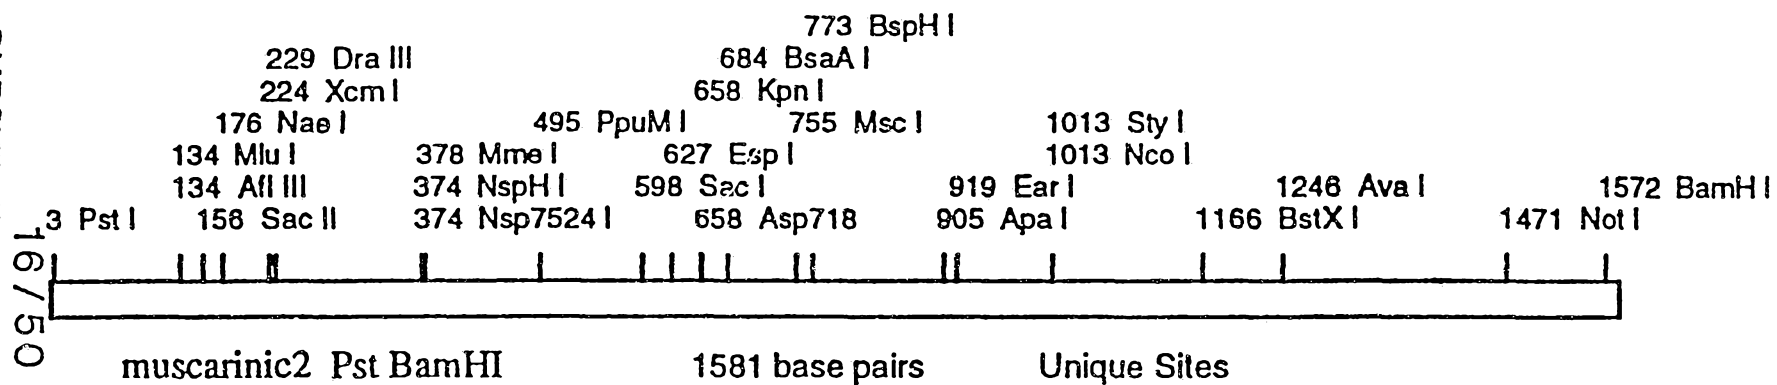 773 BspH I
229 Dra III 684 BsaA I
224 Xcm I 658 Kpn I
176 Nae I 495 PpuM I 755 Msc I 1013 Sty I
134 Mlu I 378 Mme I 627 Esp I 1013 Nco I
134 Afl III 374 NspH I 598 Sac I 919 Ear I 1246 Ava I 1572 BamH I
3 Pst I 156 Sac II 374 Nsp7524 I 658 Asp718 905 Apa I 1166 BstX I 1471 Not I
16/50
muscarinic2 Pst BamHI 1581 base pairs Unique Sites